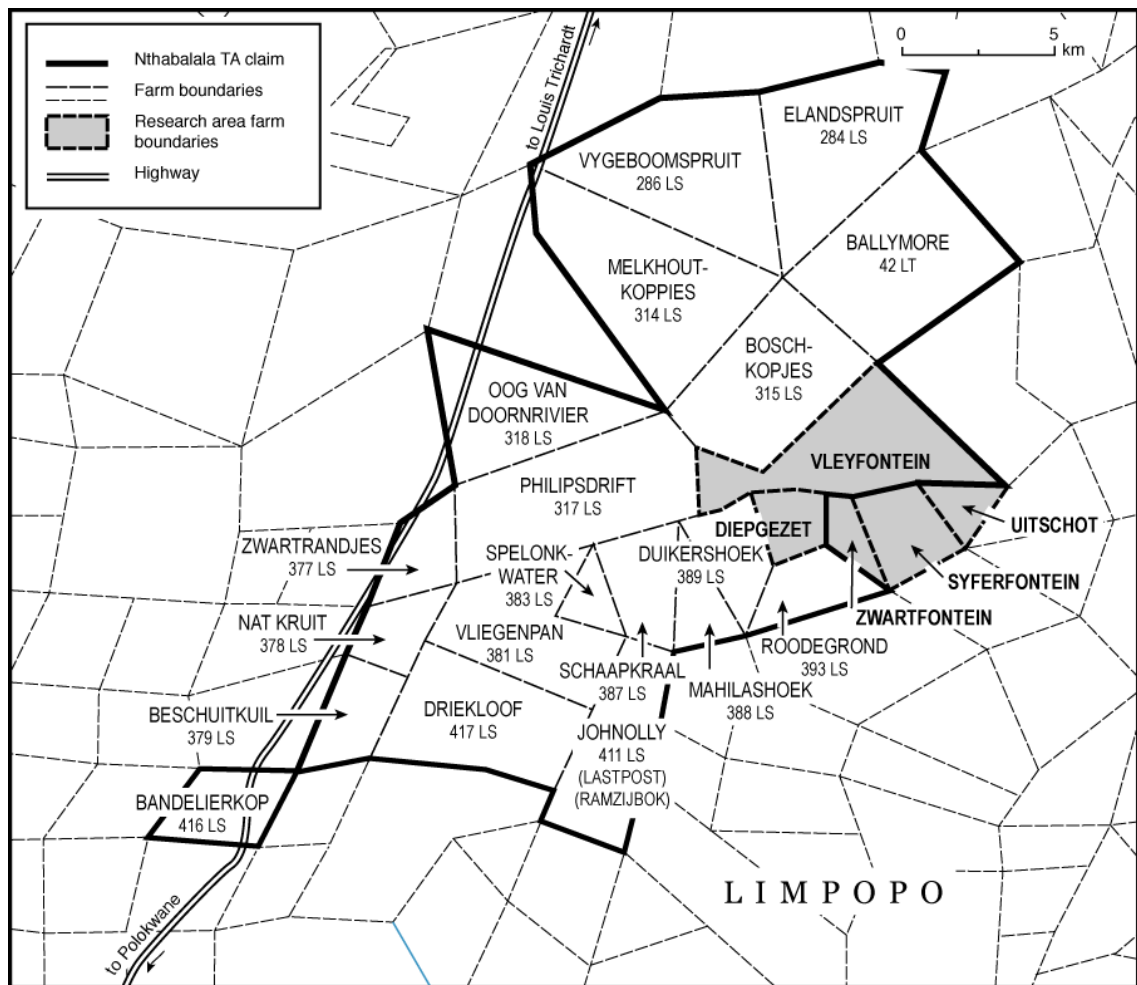 Nthabalala TA claim
Farm boundaries
Research area farm
boundaries
Highway
0
5
km
to Louis Trichardt
ELANDSPRUIT
284 LS
VYGEBOOMSPRUIT
286 LS
BALLYMORE
42 LT
MELKHOUT-
KOPPIES
314 LS
BOSCH-
KOPJES
315 LS
OOG VAN
DOORNRIVIER
318 LS
VLEYFONTEIN
PHILIPSDRIFT
317 LS
DIEPGEZET
UITSCHOT
ZWARTRANDJES
377 LS
SPELONK-
WATER
383 LS
DUIKERSHOEK
389 LS
SYFERFONTEIN
ZWARTFONTEIN
NAT KRUIT
378 LS
VLIEGENPAN
381 LS
ROODEGROND
393 LS
SCHAAPKRAAL
387 LS
MAHILASHOEK
388 LS
BESCHUITKUIL
379 LS
DRIEKLOOF
417 LS
JOHNOLLY
411 LS
(LASTPOST)
(RAMZIJBOK)
BANDELIERKOP
416 LS
LIMPOPO
to Polokwane